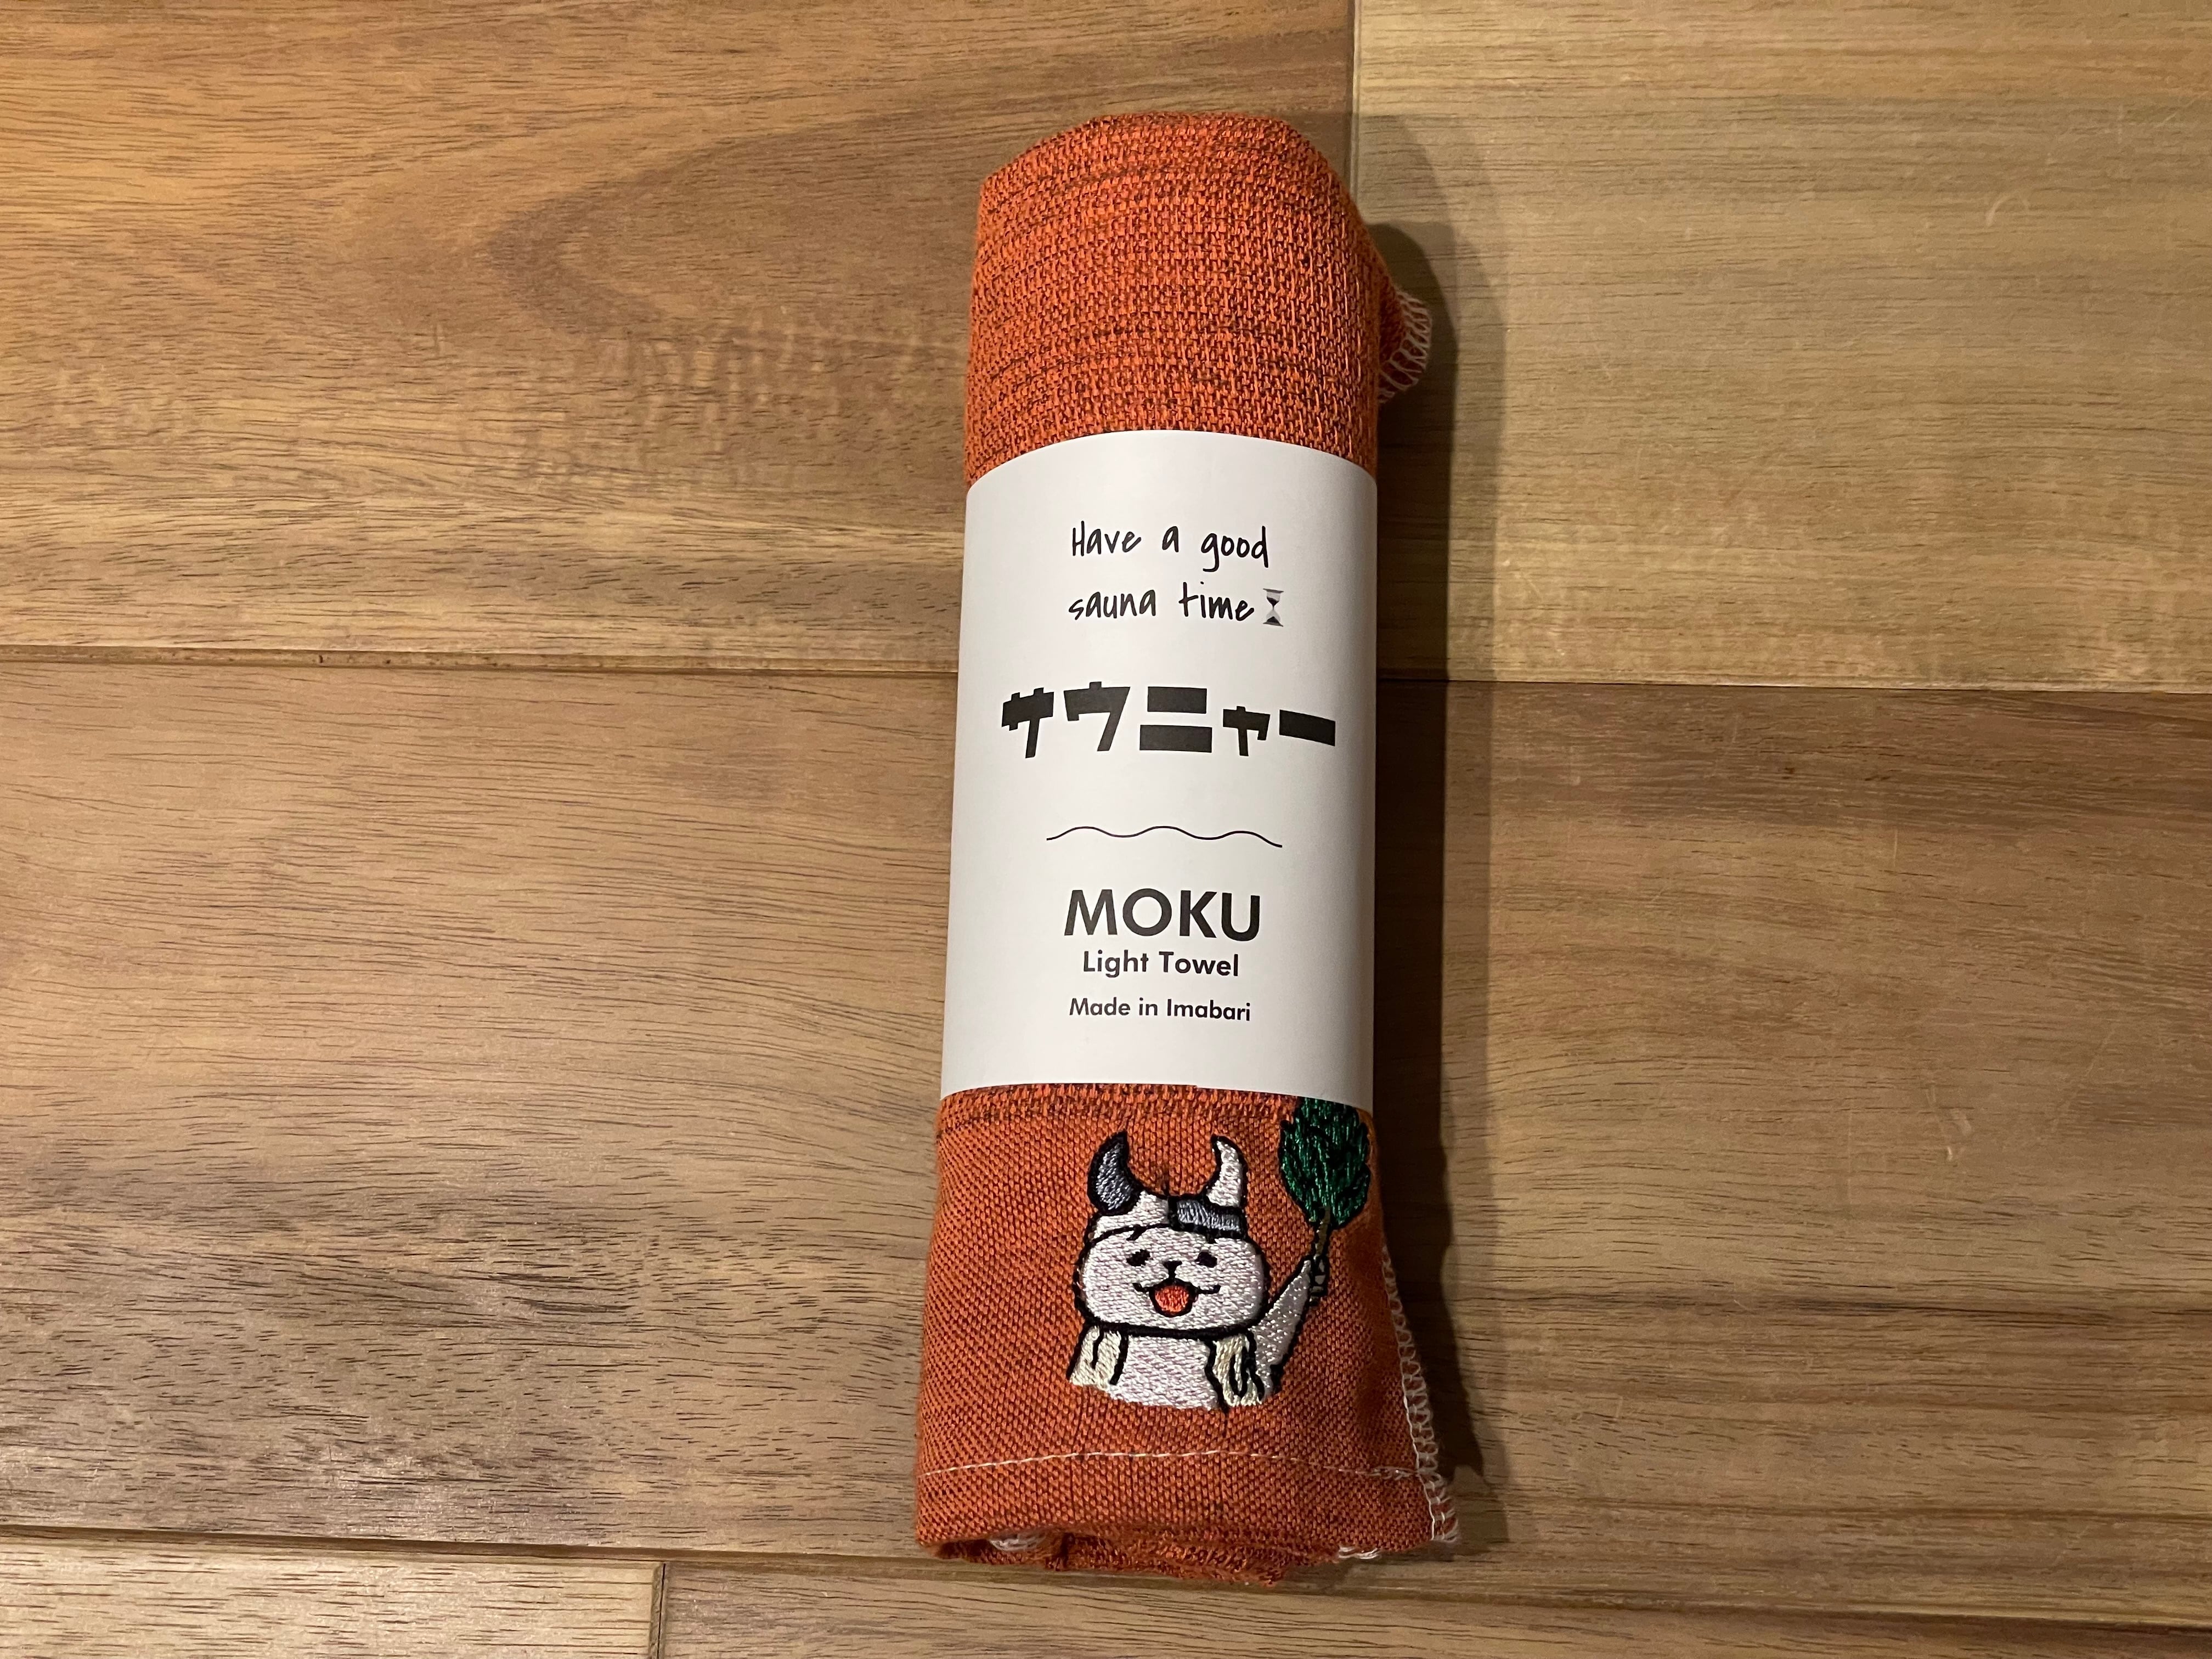 Have a good
sauna time⌛
サウニャー
MOKU
Light Towel
Made in Imabari